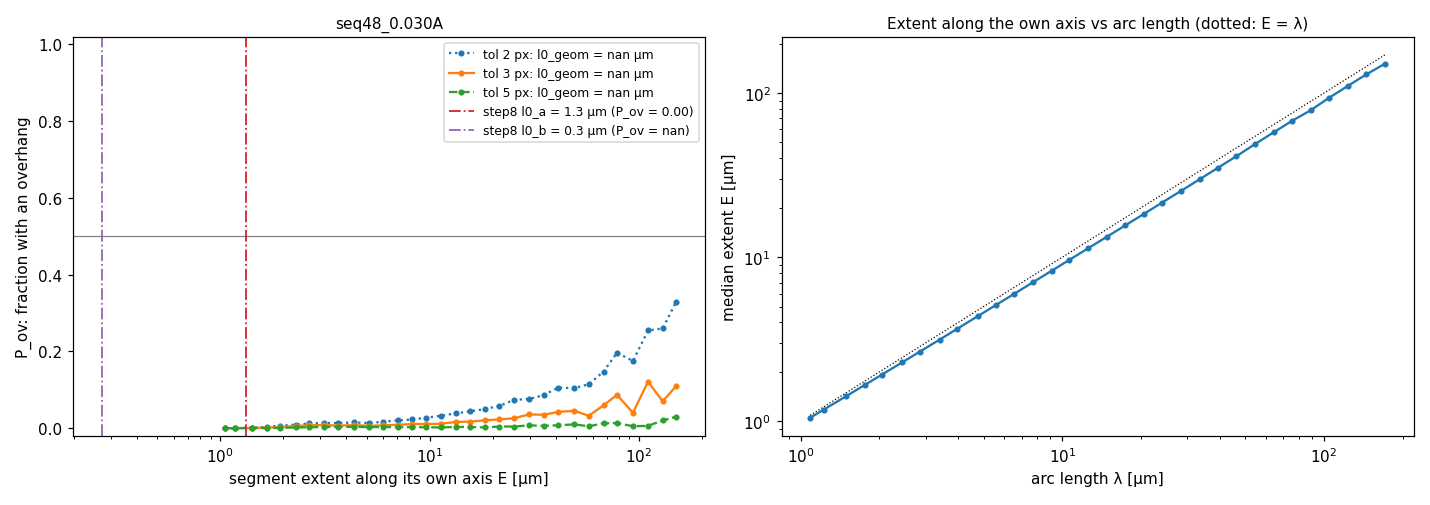 seq48_0.030A
P_ov: fraction with an overhang
1.0
0.8
0.6
0.4
0.2
0.0
tol 2 px: l0_geom = nan µm
tol 3 px: l0_geom = nan µm
tol 5 px: l0_geom = nan µm
step8 l0_a = 1.3 µm (P_ov = 0.00)
step8 l0_b = 0.3 µm (P_ov = nan)
10⁰ 10¹ 10²
segment extent along its own axis E [µm]
Extent along the own axis vs arc length (dotted: E = λ)
median extent E [µm]
10²
10¹
10⁰
10⁰ 10¹ 10²
arc length λ [µm]